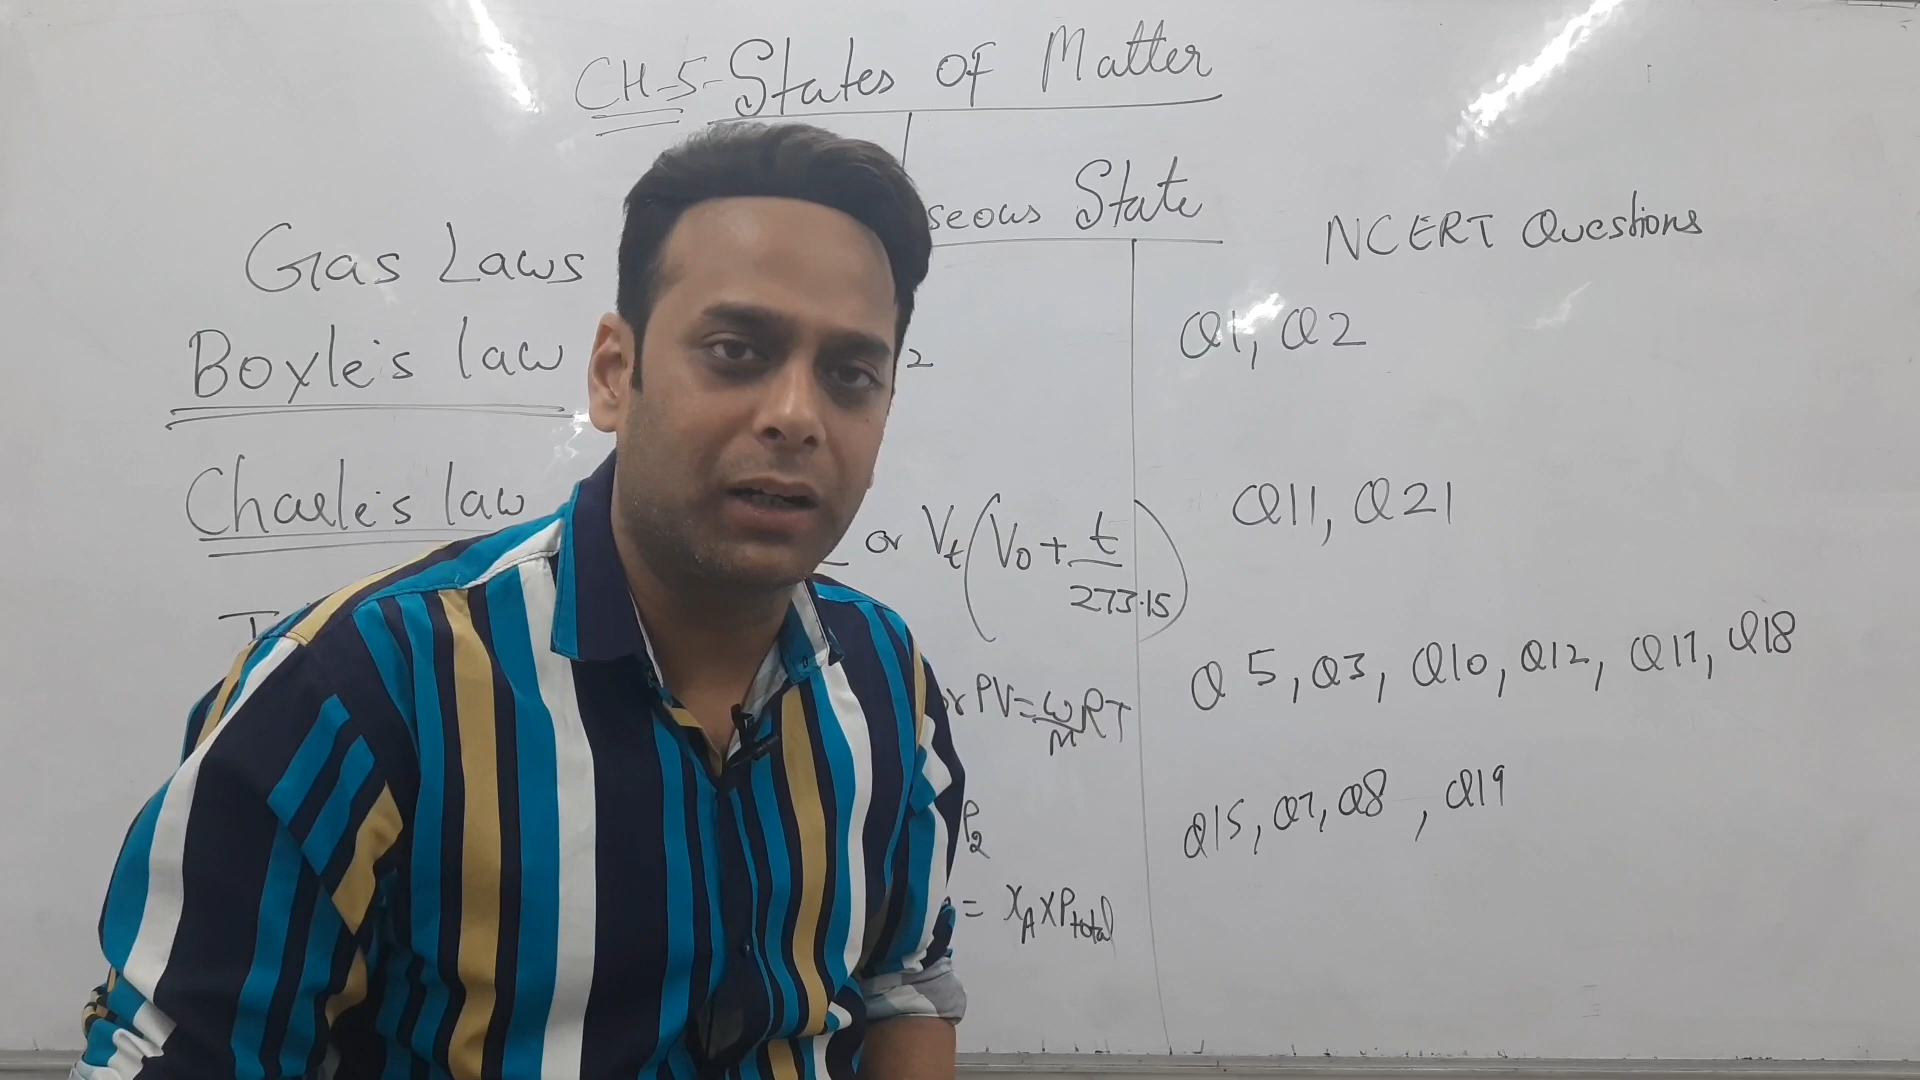 CH-5-States of Matter
seous State
NCERT Questions
Gas Laws
Boyle's law
2
Q1, Q2
Charle's law
or Vt(V0 + t/273.15)
Q11, Q21
Q 5, Q3, Q10, Q12, Q17, Q18
r PV = w/M RT
Q15, Q7, Q8 , Q19
P2
= XA X Ptotal